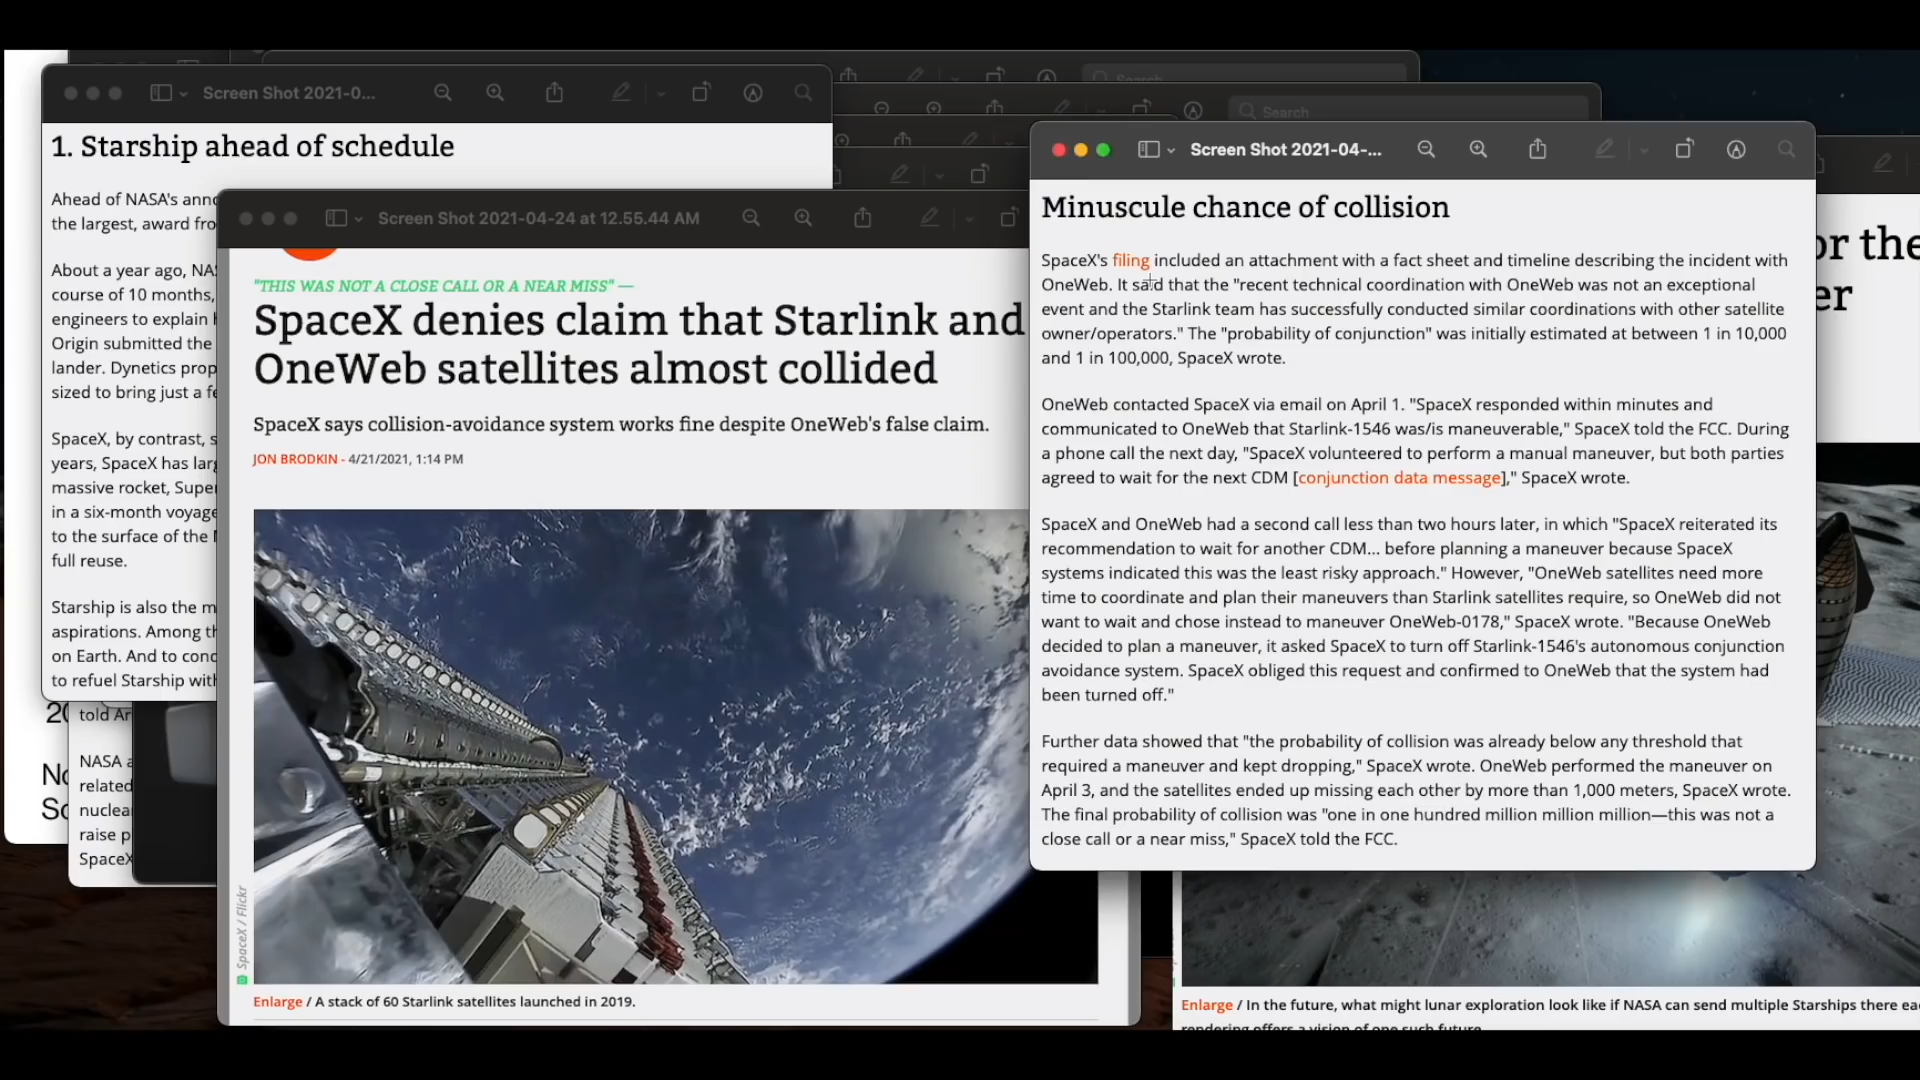 Search
Search
Screen Shot 2021-0...
1. Starship ahead of schedule
Ahead of NASA's
the largest, award
About a year ago,
course of 10 months,
engineers to explain
Origin submitted the
lander. Dynetics
sized to bring just a
SpaceX, by contrast,
years, SpaceX has
massive rocket,
in a six-month
to the surface of the
full reuse.
Starship is also the
aspirations. Among
on Earth. And to
to refuel Starship
told
NASA
related
nuclear
raise
SpaceX
Screen Shot 2021-04-24 at 12.55.44 AM
"THIS WAS NOT A CLOSE CALL OR A NEAR MISS" —
SpaceX denies claim that Starlink and
OneWeb satellites almost collided
SpaceX says collision-avoidance system works fine despite OneWeb's false claim.
JON BRODKIN - 4/21/2021, 1:14 PM
SpaceX / Flickr
Enlarge / A stack of 60 Starlink satellites launched in 2019.
Screen Shot 2021-04-...
Minuscule chance of collision
SpaceX's filing included an attachment with a fact sheet and timeline describing the incident with
OneWeb. It said that the "recent technical coordination with OneWeb was not an exceptional
event and the Starlink team has successfully conducted similar coordinations with other satellite
owner/operators." The "probability of conjunction" was initially estimated at between 1 in 10,000
and 1 in 100,000, SpaceX wrote.
OneWeb contacted SpaceX via email on April 1. "SpaceX responded within minutes and
communicated to OneWeb that Starlink-1546 was/is maneuverable," SpaceX told the FCC. During
a phone call the next day, "SpaceX volunteered to perform a manual maneuver, but both parties
agreed to wait for the next CDM [conjunction data message]," SpaceX wrote.
SpaceX and OneWeb had a second call less than two hours later, in which "SpaceX reiterated its
recommendation to wait for another CDM... before planning a maneuver because SpaceX
systems indicated this was the least risky approach." However, "OneWeb satellites need more
time to coordinate and plan their maneuvers than Starlink satellites require, so OneWeb did not
want to wait and chose instead to maneuver OneWeb-0178," SpaceX wrote. "Because OneWeb
decided to plan a maneuver, it asked SpaceX to turn off Starlink-1546's autonomous conjunction
avoidance system. SpaceX obliged this request and confirmed to OneWeb that the system had
been turned off."
Further data showed that "the probability of collision was already below any threshold that
required a maneuver and kept dropping," SpaceX wrote. OneWeb performed the maneuver on
April 3, and the satellites ended up missing each other by more than 1,000 meters, SpaceX wrote.
The final probability of collision was "one in one hundred million million million—this was not a
close call or a near miss," SpaceX told the FCC.
the
Enlarge / In the future, what might lunar exploration look like if NASA can send multiple Starships there
rendering offers a vision of one such future.